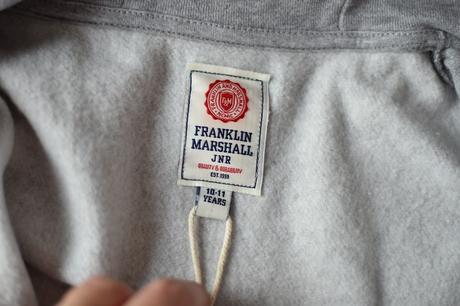 F&M
FRANKLIN
MARSHALL
JNR
EST. 1999
10-11
YEARS